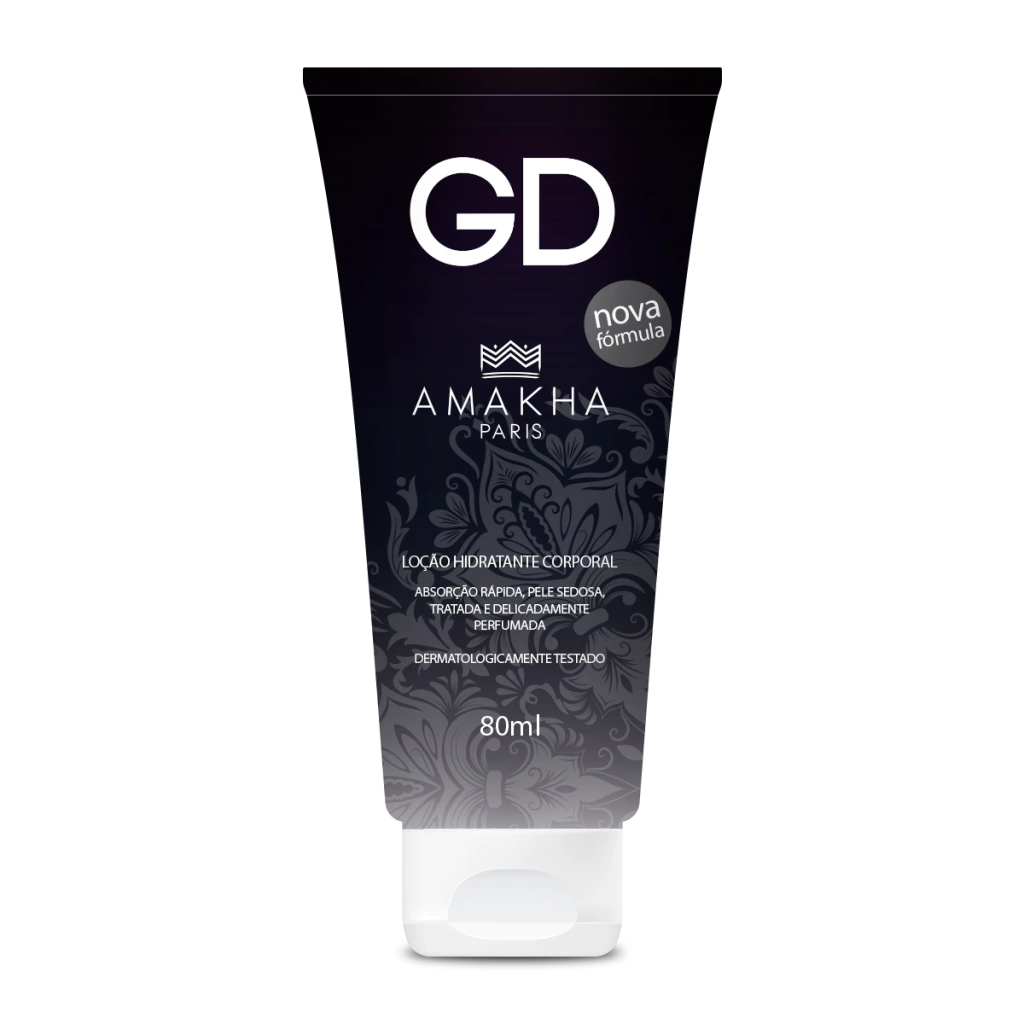 GD
nova
fórmula
AMAKHA
PARIS
LOÇÃO HIDRATANTE CORPORAL
ABSORÇÃO RÁPIDA, PELE SEDOSA,
TRATADA E DELICADAMENTE
PERFUMADA
DERMATOLOGICAMENTE TESTADO
80ml